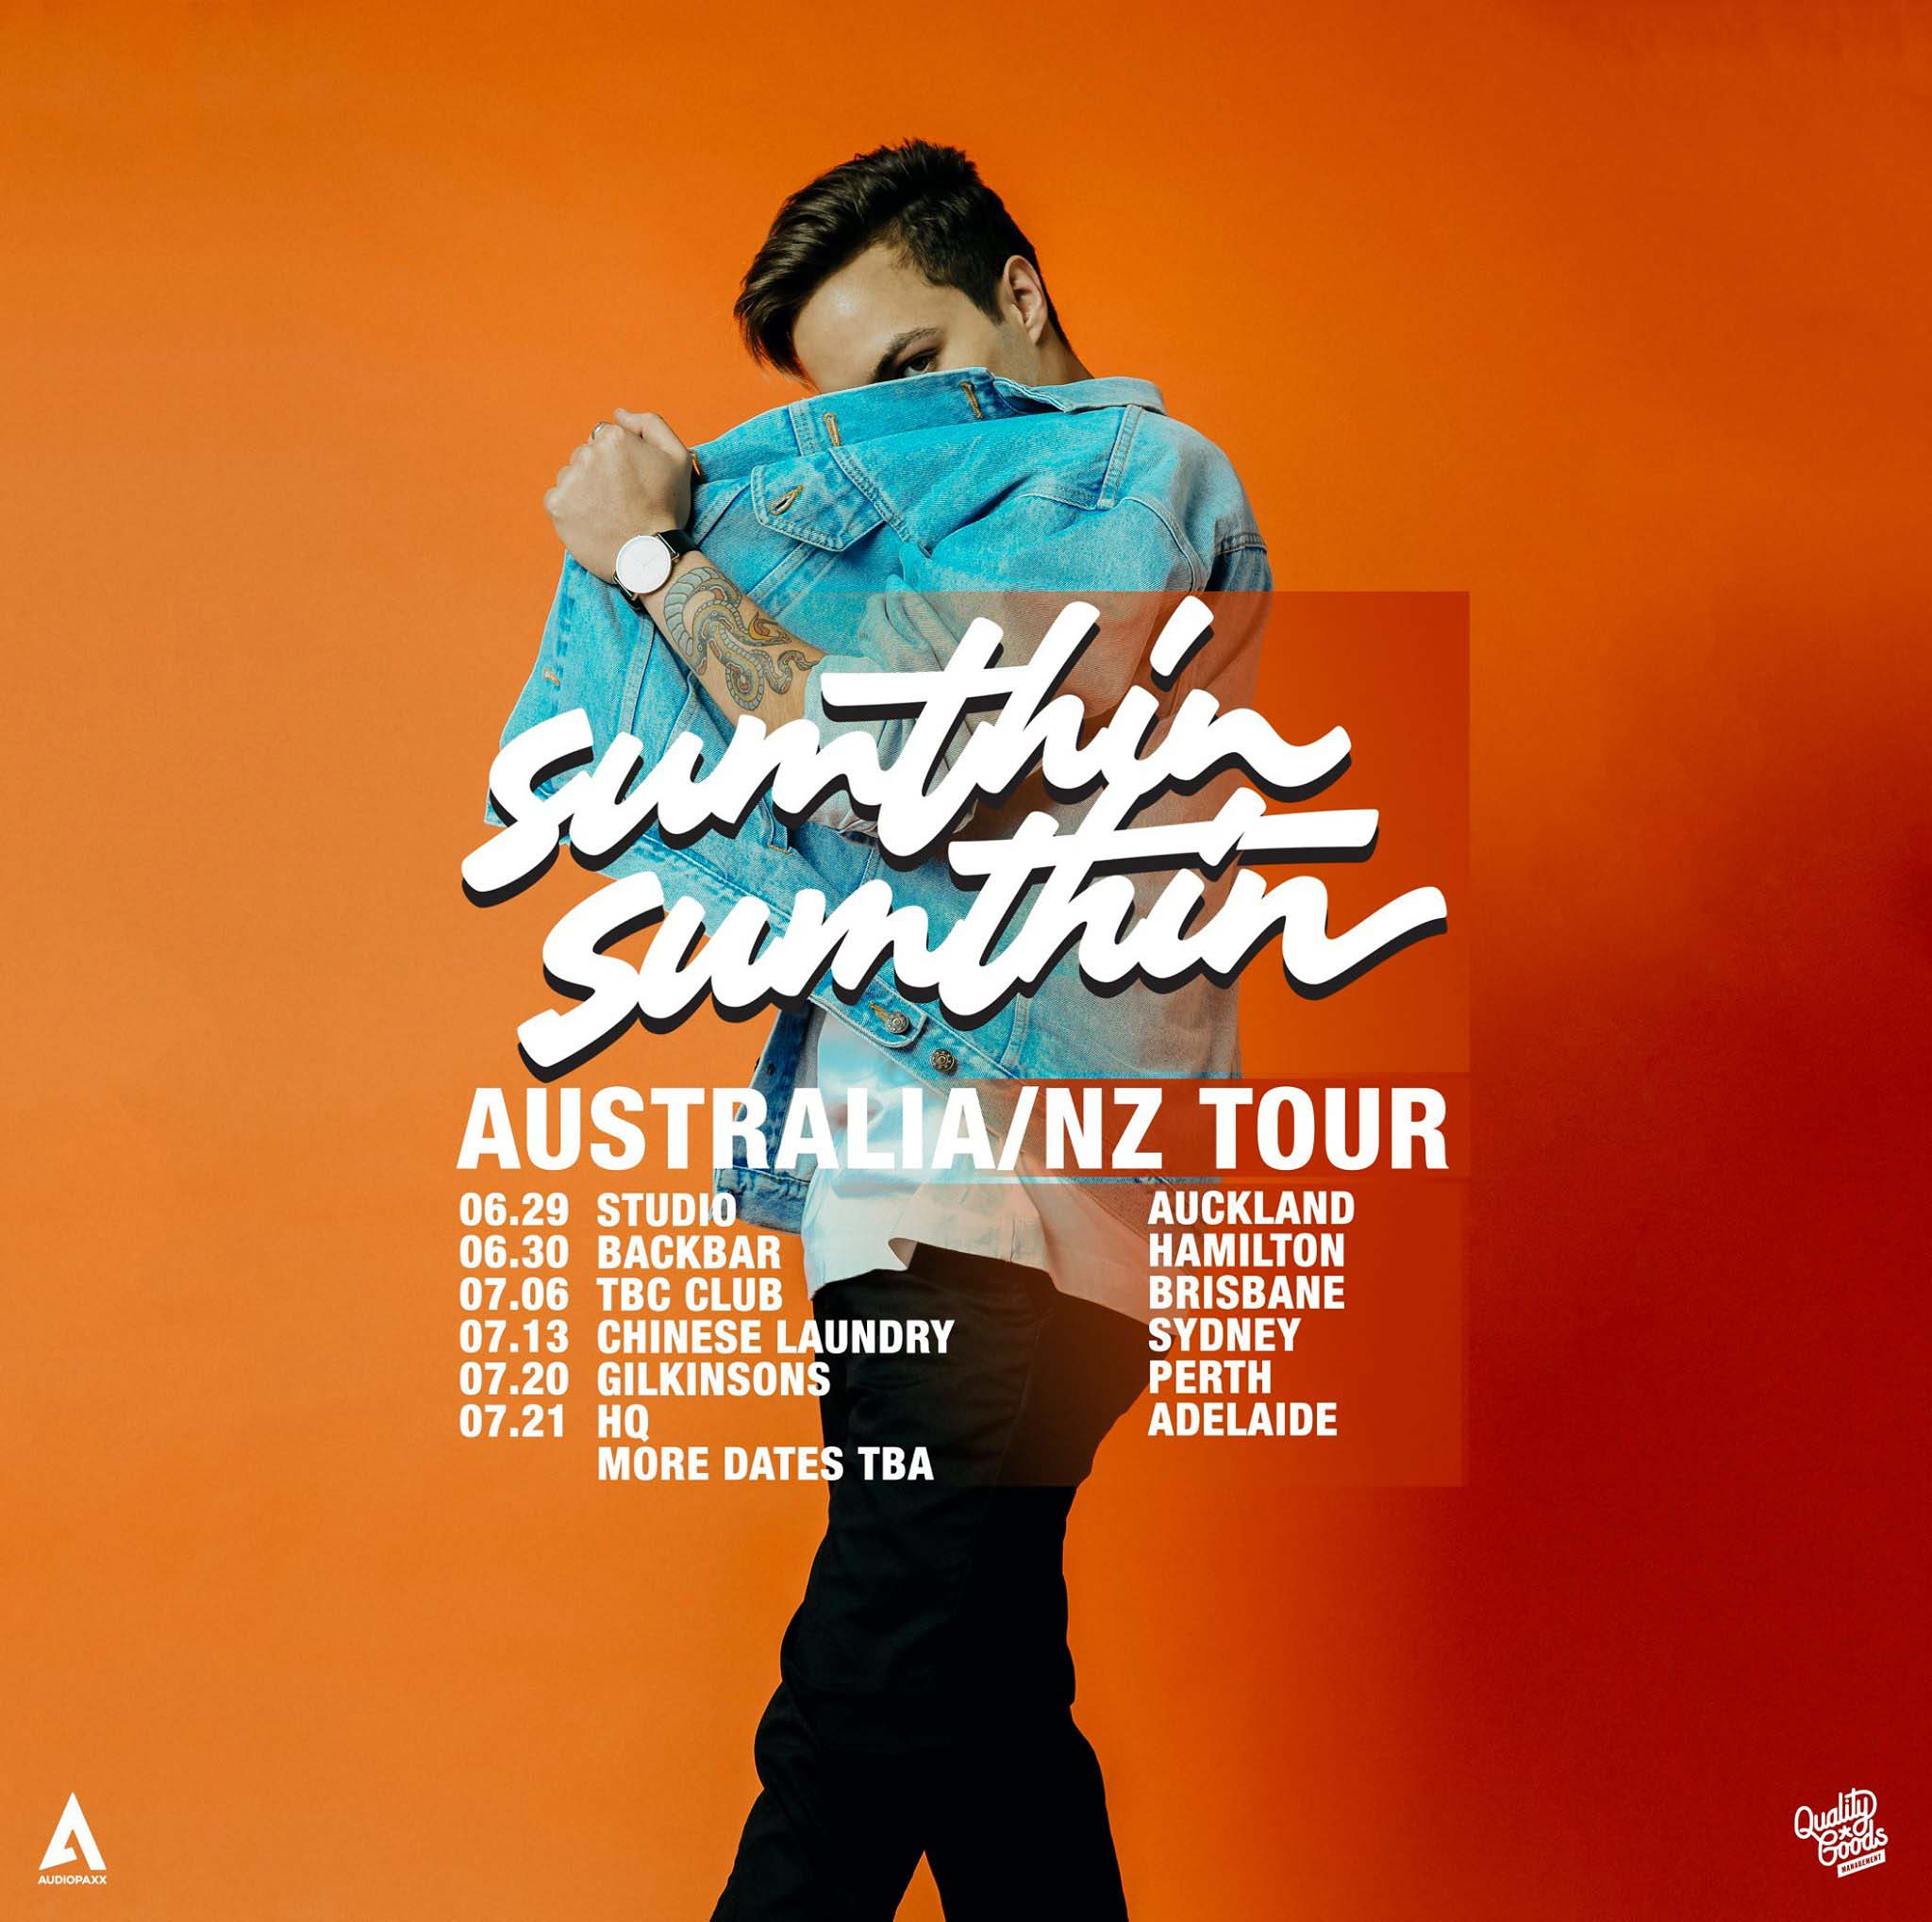 sumthin
sumthin
AUSTRALIA/NZ TOUR
06.29 STUDIO AUCKLAND
06.30 BACKBAR HAMILTON
07.06 TBC CLUB BRISBANE
07.13 CHINESE LAUNDRY SYDNEY
07.20 GILKINSONS PERTH
07.21 HQ ADELAIDE
MORE DATES TBA
AUDIOPAXX
Quality
Goods
MANAGEMENT